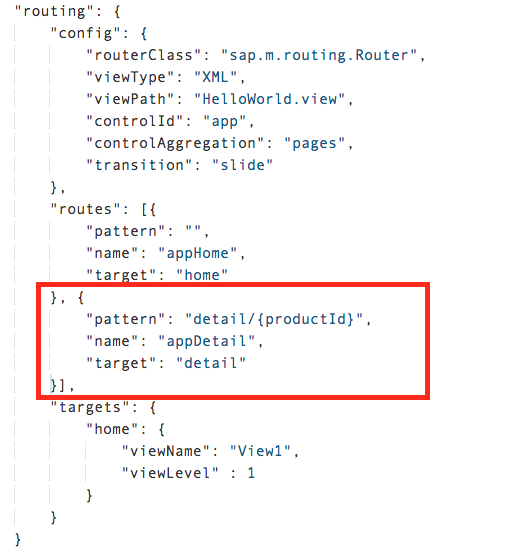 "routing": {
"config": {
"routerClass": "sap.m.routing.Router",
"viewType": "XML",
"viewPath": "HelloWorld.view",
"controlId": "app",
"controlAggregation": "pages",
"transition": "slide"
},
"routes": [{
"pattern": "",
"name": "appHome",
"target": "home"
}, {
"pattern": "detail/{productId}",
"name": "appDetail",
"target": "detail"
}],
"targets": {
"home": {
"viewName": "View1",
"viewLevel" : 1
}
}
}